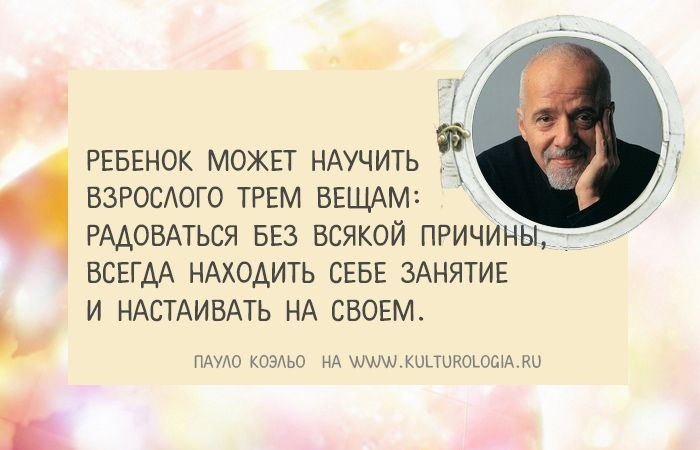 РЕБЕНОК МОЖЕТ НАУЧИТЬ
ВЗРОСЛОГО ТРЕМ ВЕЩАМ:
РАДОВАТЬСЯ БЕЗ ВСЯКОЙ ПРИЧИНЫ,
ВСЕГДА НАХОДИТЬ СЕБЕ ЗАНЯТИЕ
И НАСТАИВАТЬ НА СВОЕМ.
ПАУЛО КОЭЛЬО НА WWW.KULTUROLOGIA.RU